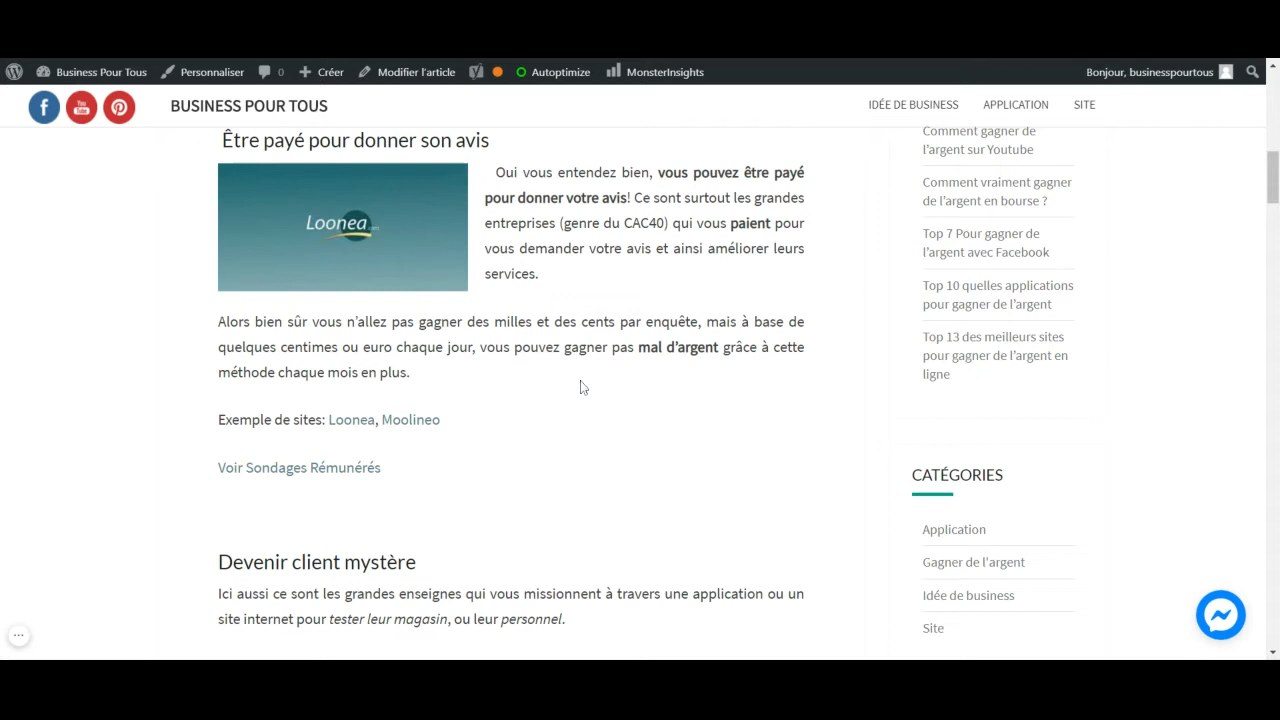 Business Pour Tous
Personnaliser
0
Créer
Modifier l'article
Autoptimize
MonsterInsights
Bonjour, businesspourtous
f
You
Tube
BUSINESS POUR TOUS
IDÉE DE BUSINESS
APPLICATION
SITE
Être payé pour donner son avis
Loonea.com
Oui vous entendez bien, vous pouvez être payé
pour donner votre avis! Ce sont surtout les grandes
entreprises (genre du CAC40) qui vous paient pour
vous demander votre avis et ainsi améliorer leurs
services.
Alors bien sûr vous n'allez pas gagner des milles et des cents par enquête, mais à base de
quelques centimes ou euro chaque jour, vous pouvez gagner pas mal d'argent grâce à cette
méthode chaque mois en plus.
Exemple de sites: Loonea, Moolineo
Voir Sondages Rémunérés
Devenir client mystère
Ici aussi ce sont les grandes enseignes qui vous missionnent à travers une application ou un
site internet pour tester leur magasin, ou leur personnel.
Comment gagner de
l'argent sur Youtube
Comment vraiment gagner
de l'argent en bourse ?
Top 7 Pour gagner de
l'argent avec Facebook
Top 10 quelles applications
pour gagner de l'argent
Top 13 des meilleurs sites
pour gagner de l'argent en
ligne
CATÉGORIES
Application
Gagner de l'argent
Idée de business
Site